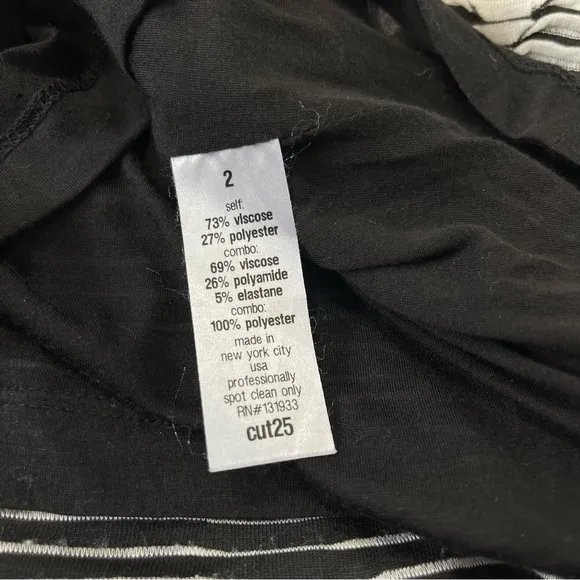 2
self:
73% viscose
27% polyester
combo:
69% viscose
26% polyamide
5% elastane
combo:
100% polyester
made in
new york city
usa
professionally
spot clean only
RN#131933
cut25